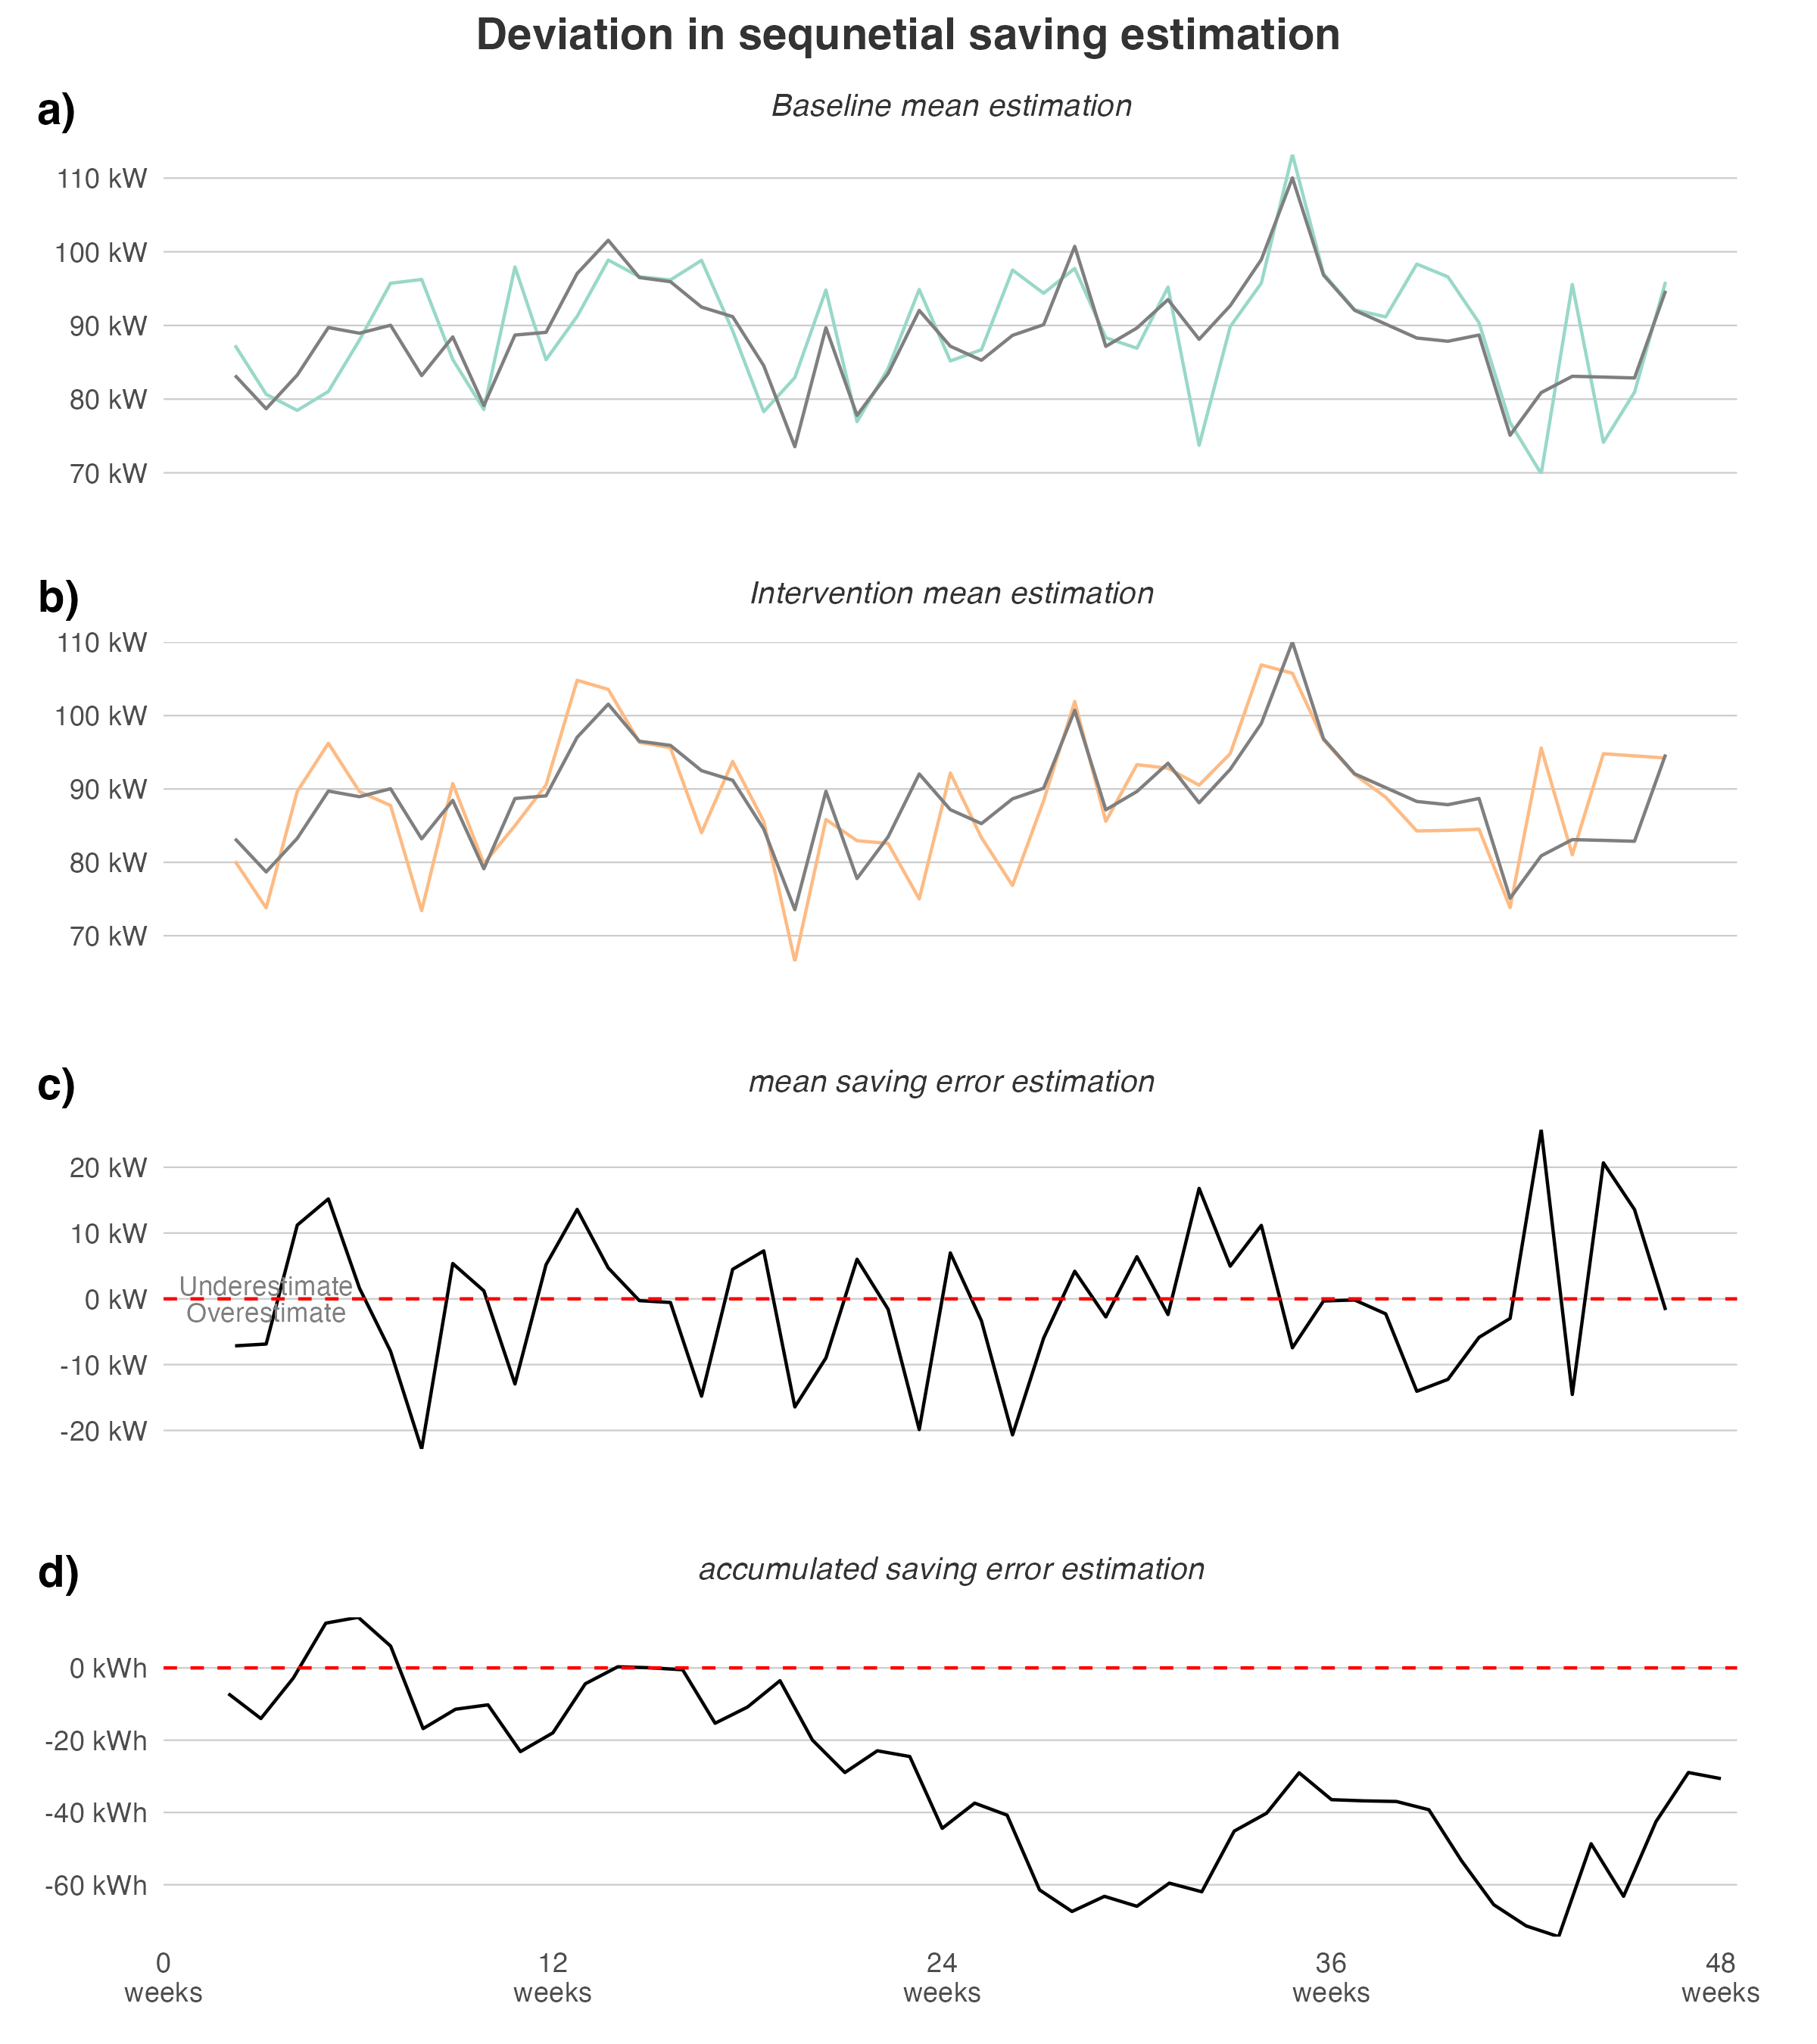 Deviation in sequnetial saving estimation
a)
Baseline mean estimation
110 kW
100 kW
90 kW
80 kW
70 kW
b)
Intervention mean estimation
110 kW
100 kW
90 kW
80 kW
70 kW
c)
mean saving error estimation
20 kW
10 kW
Underestimate
0 kW
Overestimate
-10 kW
-20 kW
d)
accumulated saving error estimation
0 kWh
-20 kWh
-40 kWh
-60 kWh
0 12 24 36 48
weeks weeks weeks weeks weeks